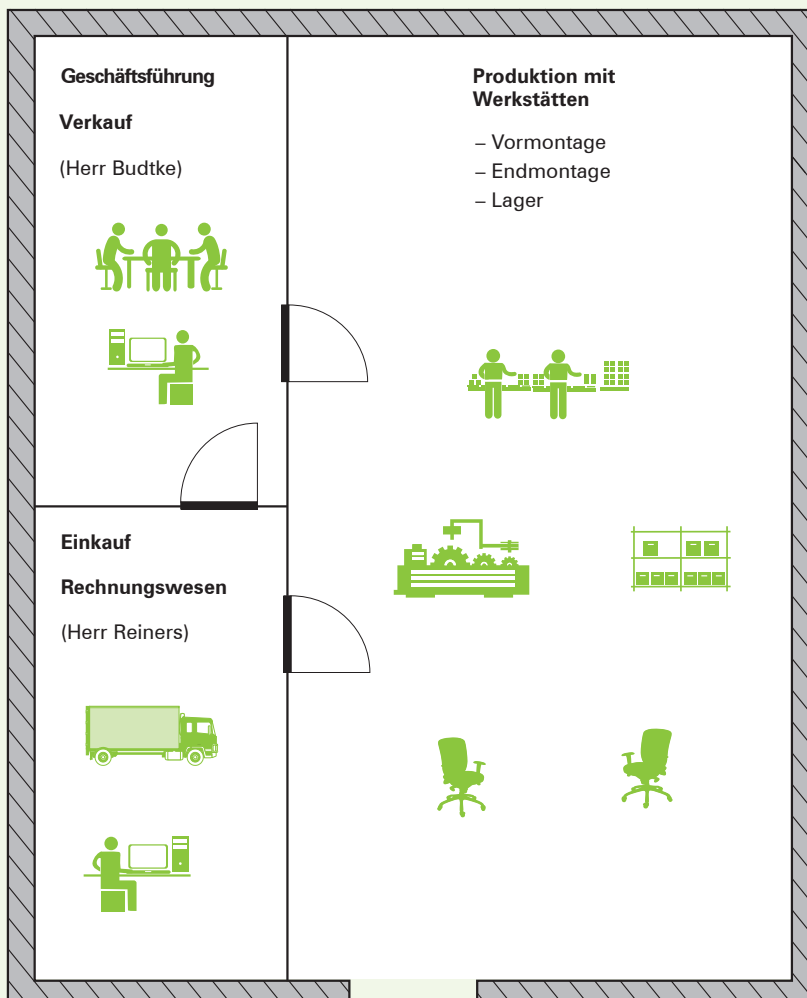 Geschäftsführung
Verkauf
(Herr Budtke)
Produktion mit
Werkstätten
– Vormontage
– Endmontage
– Lager
Einkauf
Rechnungswesen
(Herr Reiners)